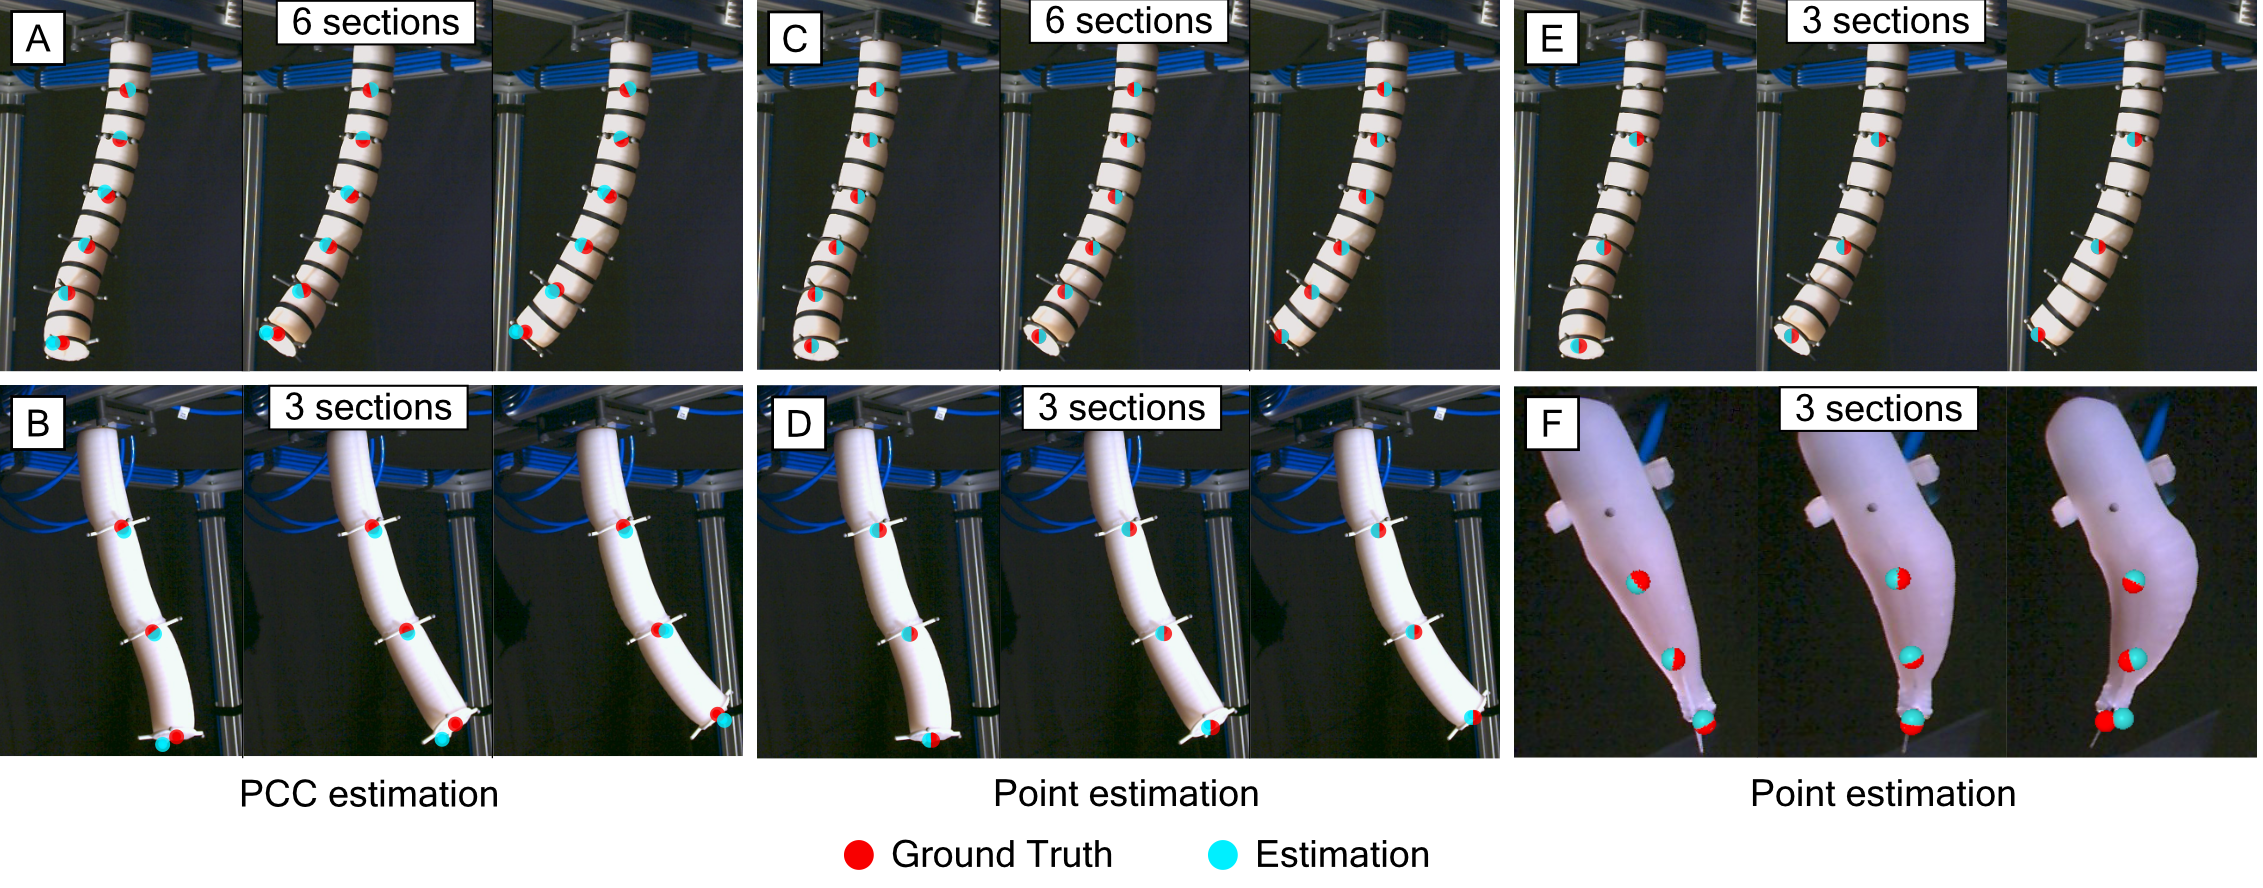 A
6 sections
C
6 sections
E
3 sections
B
3 sections
D
3 sections
F
3 sections
PCC estimation
Point estimation
Point estimation
Ground Truth
Estimation